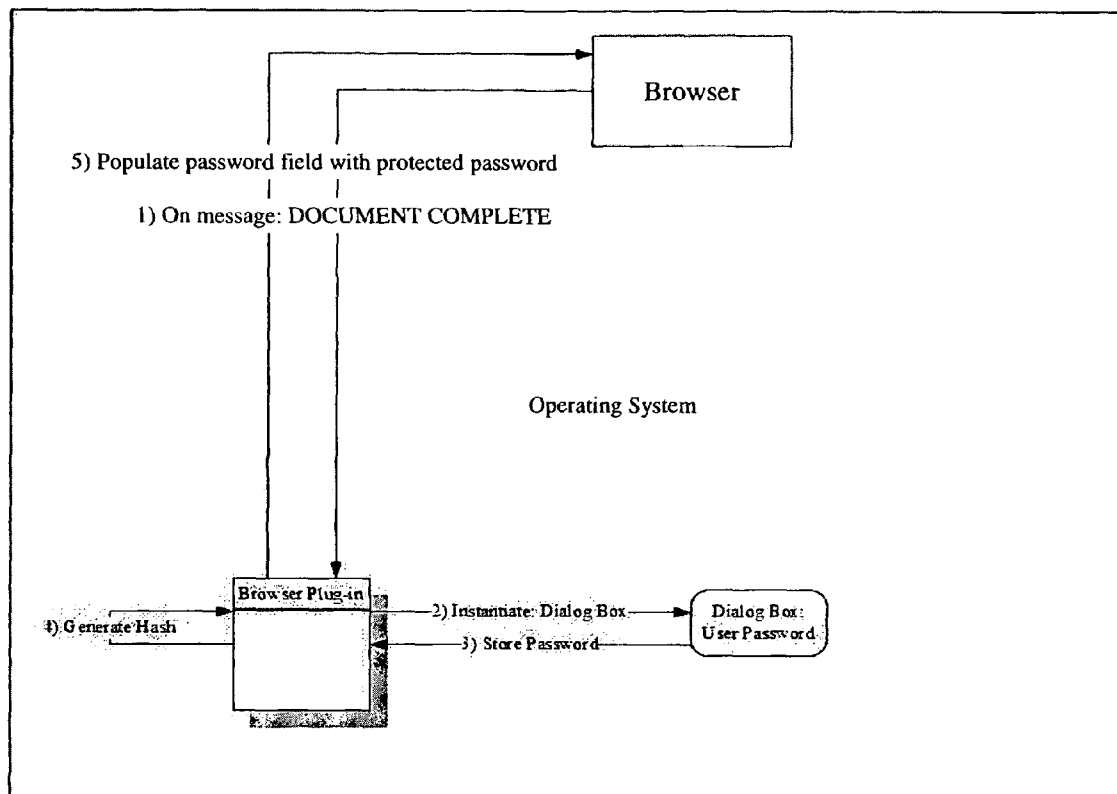 Browser
5) Populate password field with protected password
1) On message: DOCUMENT COMPLETE
Operating System
Browser Plug-in
4) Generate Hash
2) Instantiate: Dialog Box
3) Store Password
Dialog Box:
User Password